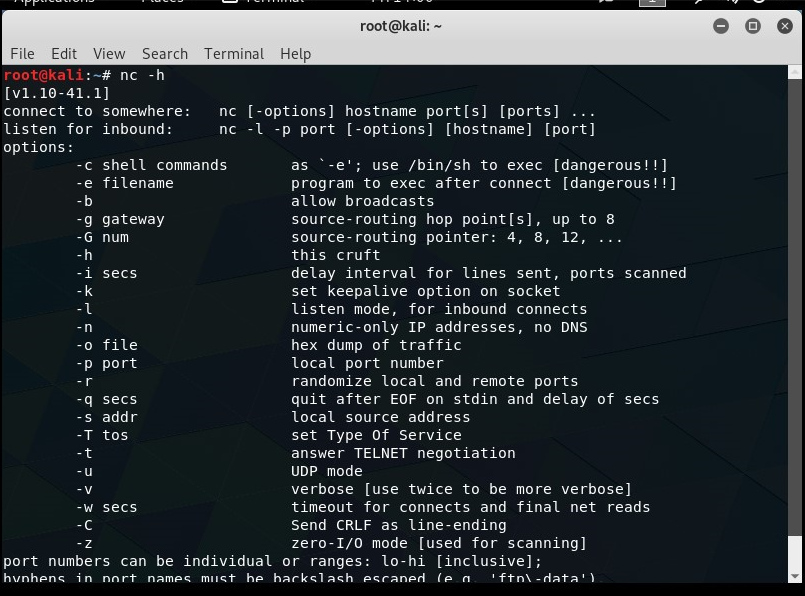 root@kali: ~
File Edit View Search Terminal Help
root@kali:~# nc -h
[v1.10-41.1]
connect to somewhere:   nc [-options] hostname port[s] [ports] ...
listen for inbound:     nc -l -p port [-options] [hostname] [port]
options:
        -c shell commands       as `-e'; use /bin/sh to exec [dangerous!!]
        -e filename             program to exec after connect [dangerous!!]
        -b                      allow broadcasts
        -g gateway              source-routing hop point[s], up to 8
        -G num                  source-routing pointer: 4, 8, 12, ...
        -h                      this cruft
        -i secs                 delay interval for lines sent, ports scanned
        -k                      set keepalive option on socket
        -l                      listen mode, for inbound connects
        -n                      numeric-only IP addresses, no DNS
        -o file                 hex dump of traffic
        -p port                 local port number
        -r                      randomize local and remote ports
        -q secs                 quit after EOF on stdin and delay of secs
        -s addr                 local source address
        -T tos                  set Type Of Service
        -t                      answer TELNET negotiation
        -u                      UDP mode
        -v                      verbose [use twice to be more verbose]
        -w secs                 timeout for connects and final net reads
        -C                      Send CRLF as line-ending
        -z                      zero-I/O mode [used for scanning]
port numbers can be individual or ranges: lo-hi [inclusive];
hyphens in port names must be backslash escaped (e.g. 'ftp\-data').